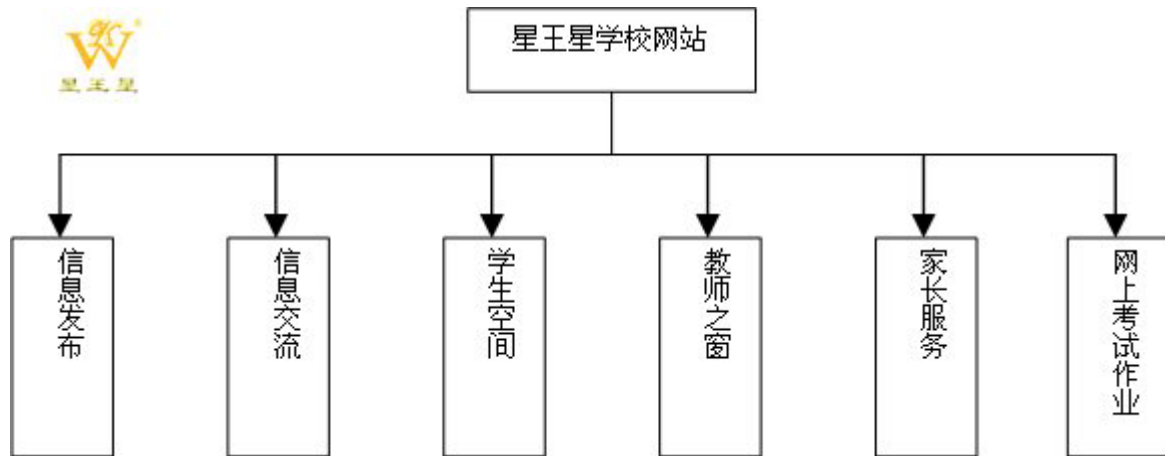 星王星
星王星学校网站
信息发布
信息交流
学生空间
教师之窗
家长服务
网上考试作业